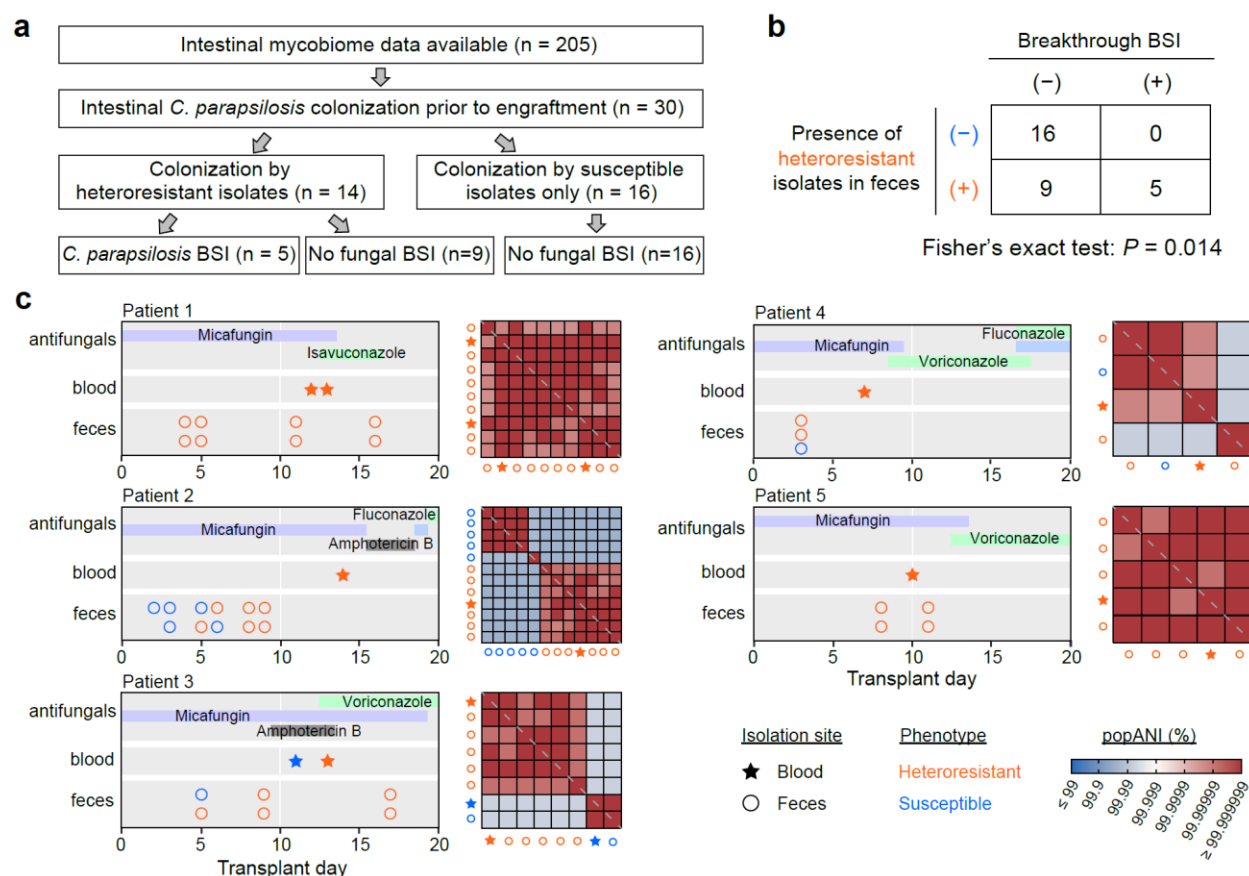 a
Intestinal mycobiome data available (n = 205)
Intestinal C. parapsilosis colonization prior to engraftment (n = 30)
Colonization by
heteroresistant isolates (n = 14)
Colonization by susceptible
isolates only (n = 16)
C. parapsilosis BSI (n = 5)
No fungal BSI (n=9)
No fungal BSI (n=16)
b
Breakthrough BSI
(−)
(+)
Presence of
heteroresistant
isolates in feces
(−)
16
0
(+)
9
5
Fisher's exact test: P = 0.014
c
Patient 1
antifungals
Micafungin
Isavuconazole
blood
feces
0 5 10 15 20
Patient 2
antifungals
Fluconazole
Micafungin
Amphotericin B
blood
feces
0 5 10 15 20
Patient 3
antifungals
Voriconazole
Micafungin
Amphotericin B
blood
feces
0 5 10 15 20
Transplant day
Patient 4
antifungals
Fluconazole
Micafungin
Voriconazole
blood
feces
0 5 10 15 20
Patient 5
antifungals
Micafungin
Voriconazole
blood
feces
0 5 10 15 20
Transplant day
Isolation site
Blood
Feces
Phenotype
Heteroresistant
Susceptible
popANI (%)
≤ 99
99.9
99.99
99.999
99.9999
99.99999
≥ 99.999999